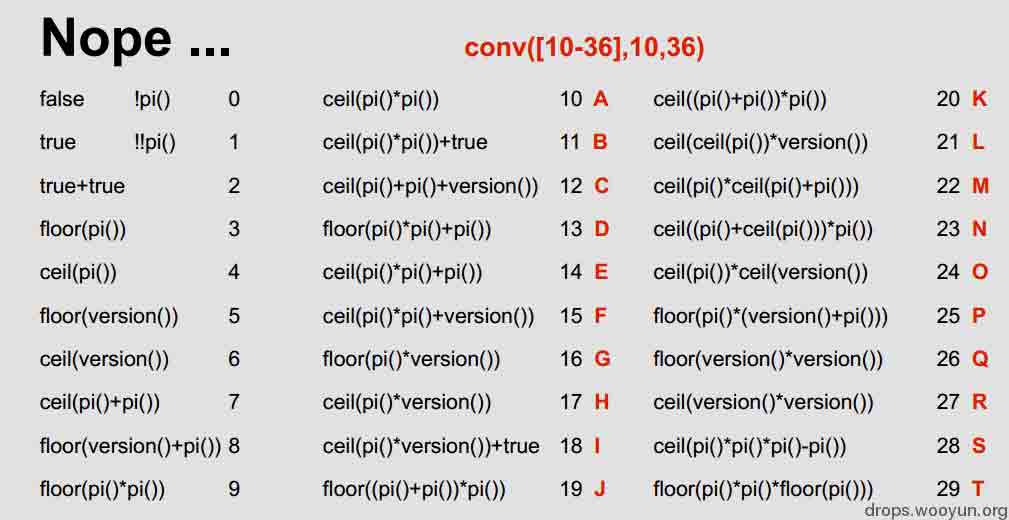 Nope ...
conv([10-36],10,36)
false !pi() 0 ceil(pi()*pi()) 10 A ceil((pi()+pi())*pi()) 20 K
true !!pi() 1 ceil(pi()*pi())+true 11 B ceil(ceil(pi())*version()) 21 L
true+true 2 ceil(pi()+pi()+version()) 12 C ceil(pi()*ceil(pi()+pi())) 22 M
floor(pi()) 3 floor(pi()*pi()+pi()) 13 D ceil((pi()+ceil(pi()))*pi()) 23 N
ceil(pi()) 4 ceil(pi()*pi()+pi()) 14 E ceil(pi())*ceil(version()) 24 O
floor(version()) 5 ceil(pi()*pi()+version()) 15 F floor(pi()*(version()+pi())) 25 P
ceil(version()) 6 floor(pi()*version()) 16 G floor(version()*version()) 26 Q
ceil(pi()+pi()) 7 ceil(pi()*version()) 17 H ceil(version()*version()) 27 R
floor(version()+pi()) 8 ceil(pi()*version())+true 18 I ceil(pi()*pi()*pi()-pi()) 28 S
floor(pi()*pi()) 9 floor((pi()+pi())*pi()) 19 J floor(pi()*pi()*floor(pi())) 29 T
drops.wooyun.org